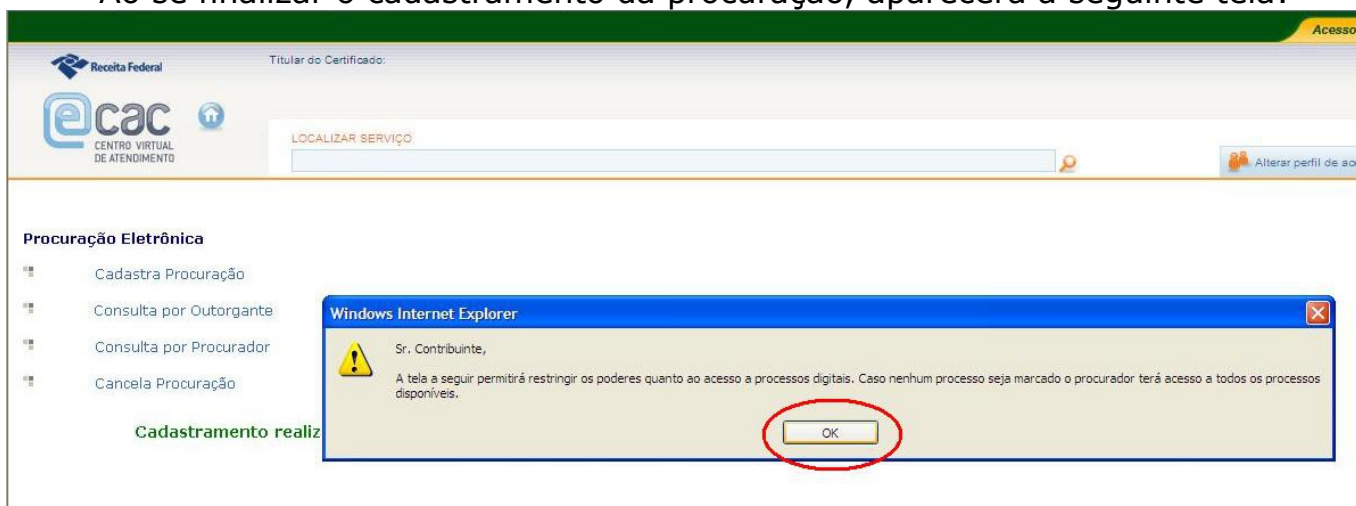 Ao se finalizar o cadastramento da procuração, aparecerá a seguinte tela:
Acesso
Receita Federal
Titular do Certificado:
ecac
CENTRO VIRTUAL
DE ATENDIMENTO
LOCALIZAR SERVIÇO
Alterar perfil de
Procuração Eletrônica
Cadastra Procuração
Consulta por Outorgante
Consulta por Procurador
Cancela Procuração
Cadastramento realiz
Windows Internet Explorer
Sr. Contribuinte,
A tela a seguir permitirá restringir os poderes quanto ao acesso a processos digitais. Caso nenhum processo seja marcado o procurador terá acesso a todos os processos
disponíveis.
OK